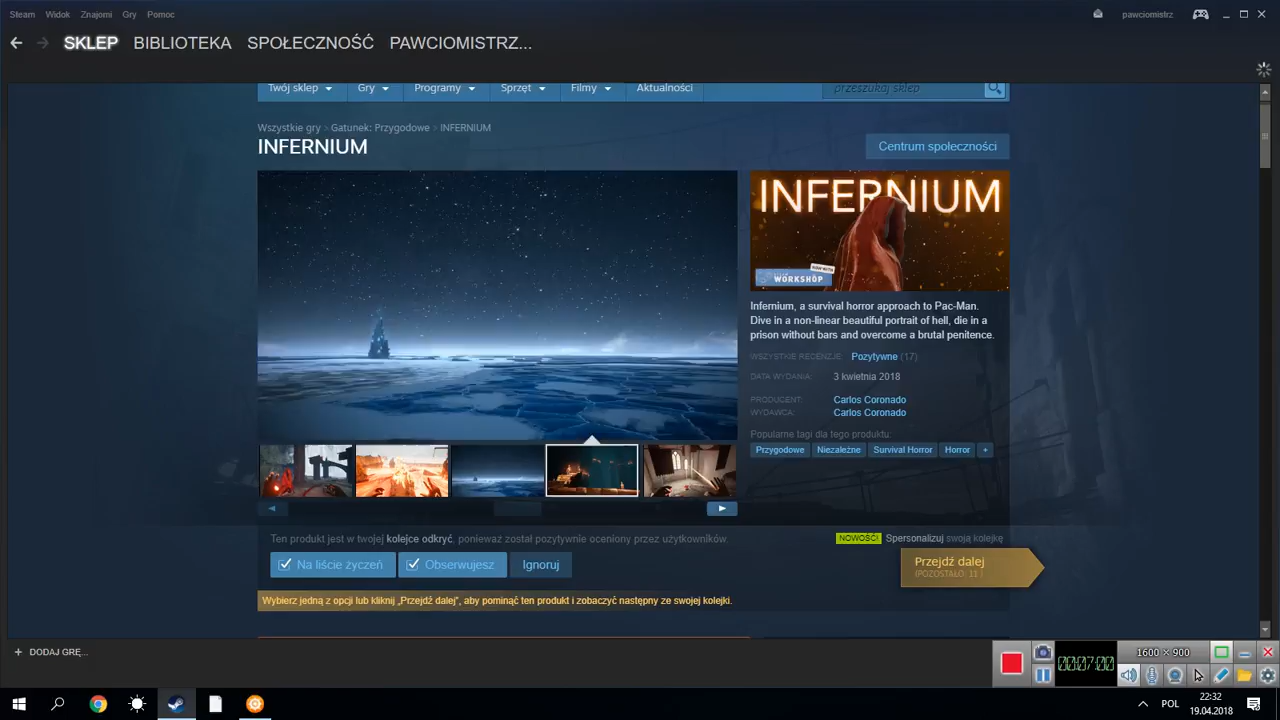 Steam Widok Znajomi Gry Pomoc
pawciomistrz
SKLEP BIBLIOTEKA SPOŁECZNOŚĆ PAWCIOMISTRZ...
Twój sklep Gry Programy Sprzęt Filmy Aktualności
przeszukaj sklep
Wszystkie gry > Gatunek: Przygodowe > INFERNIUM
INFERNIUM
Centrum społeczności
INFERNIUM
NOW WITH
WORKSHOP
Infernium, a survival horror approach to Pac-Man.
Dive in a non-linear beautiful portrait of hell, die in a
prison without bars and overcome a brutal penitence.
WSZYSTKIE RECENZJE: Pozytywne (17)
DATA WYDANIA: 3 kwietnia 2018
PRODUCENT: Carlos Coronado
WYDAWCA: Carlos Coronado
Popularne tagi dla tego produktu:
Przygodowe Niezależne Survival Horror Horror +
Ten produkt jest w twojej kolejce odkryć, ponieważ został pozytywnie oceniony przez użytkowników.
NOWOŚĆ! Spersonalizuj swoją kolejkę
Na liście życzeń Obserwujesz Ignoruj
Przejdź dalej
(POZOSTAŁO: 11 )
Wybierz jedną z opcji lub kliknij „Przejdź dalej”, aby pominąć ten produkt i zobaczyć następny ze swojej kolejki.
+ DODAJ GRĘ...
00:07:00
1600 × 900
POL
22:32
19.04.2018